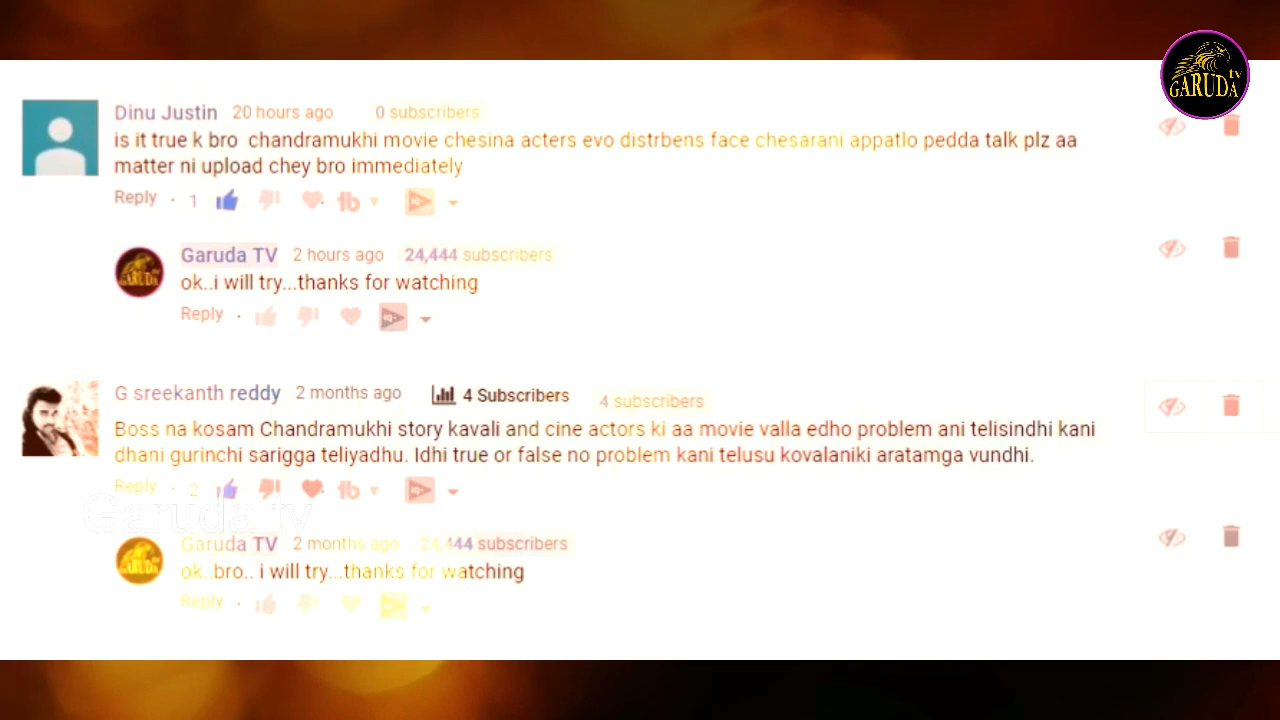 GARUDA tv
Dinu Justin 20 hours ago 0 subscribers
is it true k bro chandramukhi movie chesina acters evo distrbens face chesarani appatlo pedda talk plz aa
matter ni upload chey bro immediately
Reply · 1
Garuda TV 2 hours ago 24,444 subscribers
ok..i will try...thanks for watching
Reply ·
G sreekanth reddy 2 months ago 4 Subscribers 4 subscribers
Boss na kosam Chandramukhi story kavali and cine actors ki aa movie valla edho problem ani telisindhi kani
dhani gurinchi sarigga teliyadhu. Idhi true or false no problem kani telusu kovalaniki aratamga vundhi.
Reply · 2
Garuda tv
Garuda TV 2 months ago 24,444 subscribers
ok..bro.. i will try...thanks for watching
Reply ·